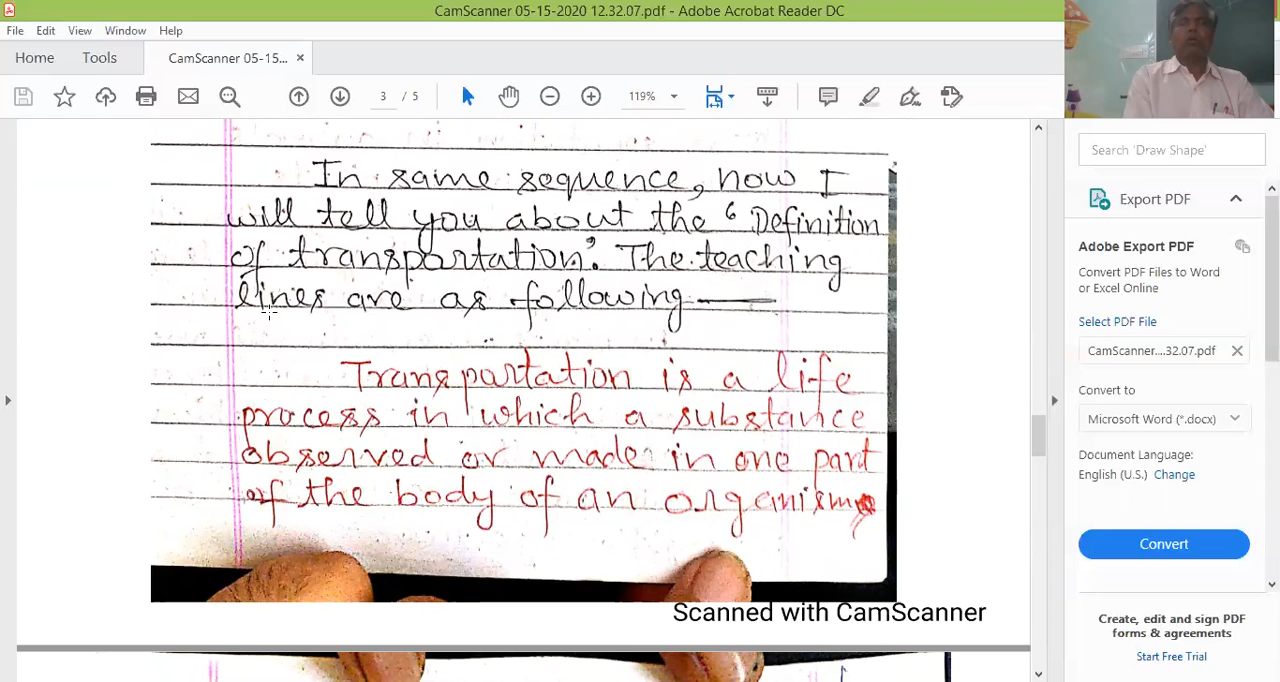 CamScanner 05-15-2020 12.32.07.pdf - Adobe Acrobat Reader DC
File Edit View Window Help
Home Tools CamScanner 05-15... ×
3 / 5 119%
Search 'Draw Shape'
Export PDF
Adobe Export PDF
Convert PDF Files to Word
or Excel Online
Select PDF File
CamScanner....32.07.pdf
Convert to
Microsoft Word (*.docx)
Document Language:
English (U.S.) Change
Convert
Create, edit and sign PDF
forms & agreements
Start Free Trial
In same sequence, now I
will tell you about the ‘Definition
of transportation’. The teaching
lines are as following —
Transpartation is a life
process in which a substance
observed or made in one part
of the body of an organism
Scanned with CamScanner